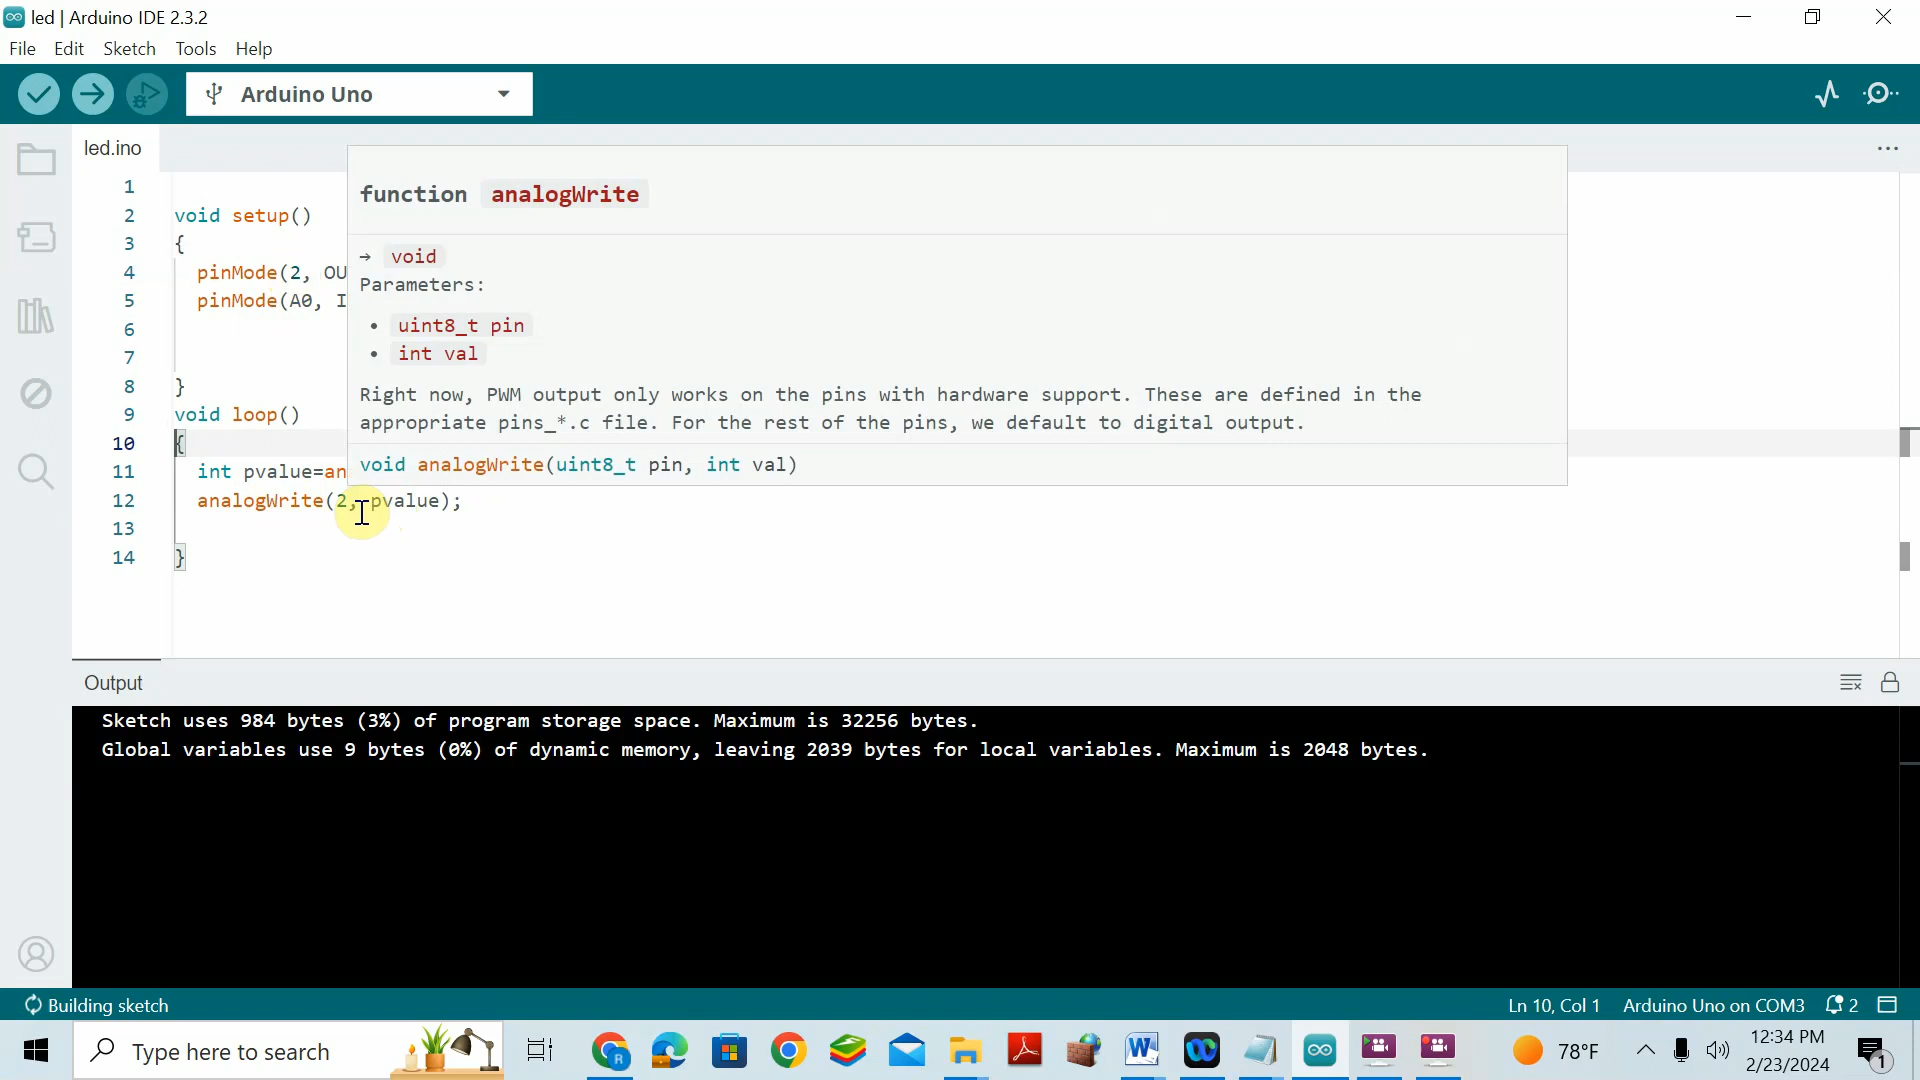 led | Arduino IDE 2.3.2
File Edit Sketch Tools Help
Arduino Uno
led.ino
1
2 void setup()
3 {
4 pinMode(2, OU
5 pinMode(A0, I
6
7
8 }
9 void loop()
10 {
11 int pvalue=an
12 analogWrite(2, pvalue);
13
14 }
function analogWrite
→ void
Parameters:
• uint8_t pin
• int val
Right now, PWM output only works on the pins with hardware support. These are defined in the
appropriate pins_*.c file. For the rest of the pins, we default to digital output.
void analogWrite(uint8_t pin, int val)
Output
Sketch uses 984 bytes (3%) of program storage space. Maximum is 32256 bytes.
Global variables use 9 bytes (0%) of dynamic memory, leaving 2039 bytes for local variables. Maximum is 2048 bytes.
Building sketch
Ln 10, Col 1 Arduino Uno on COM3 2
Type here to search
R
W
78°F
12:34 PM
2/23/2024
1